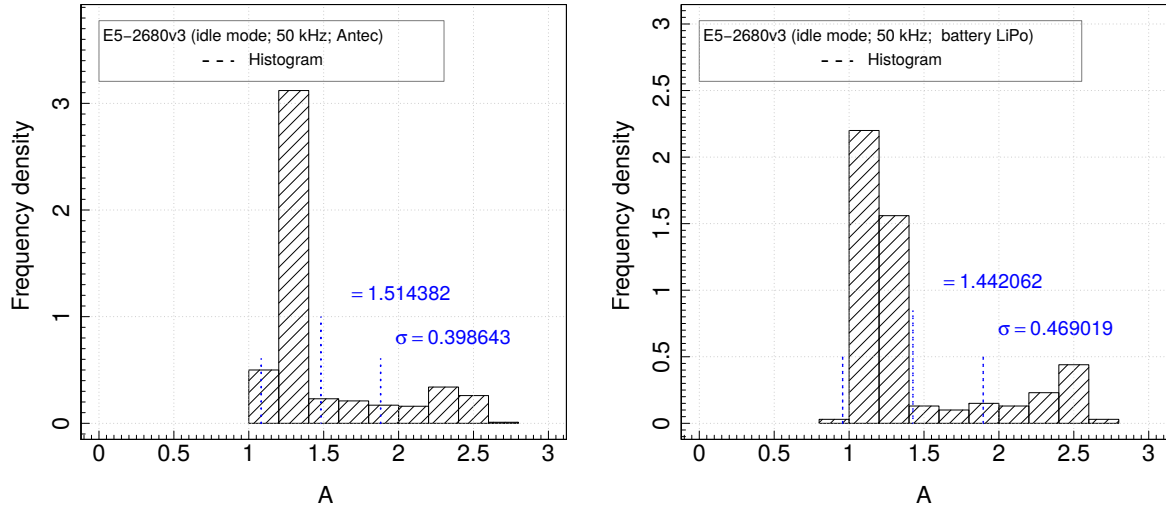 E5−2680v3 (idle mode; 50 kHz; Antec)
Histogram
Frequency density
3
2
1
0
= 1.514382
σ = 0.398643
0 0.5 1 1.5 2 2.5 3
A
E5−2680v3 (idle mode; 50 kHz;  battery LiPo)
Histogram
Frequency density
3
2.5
2
1.5
1
0.5
0
= 1.442062
σ = 0.469019
0 0.5 1 1.5 2 2.5 3
A